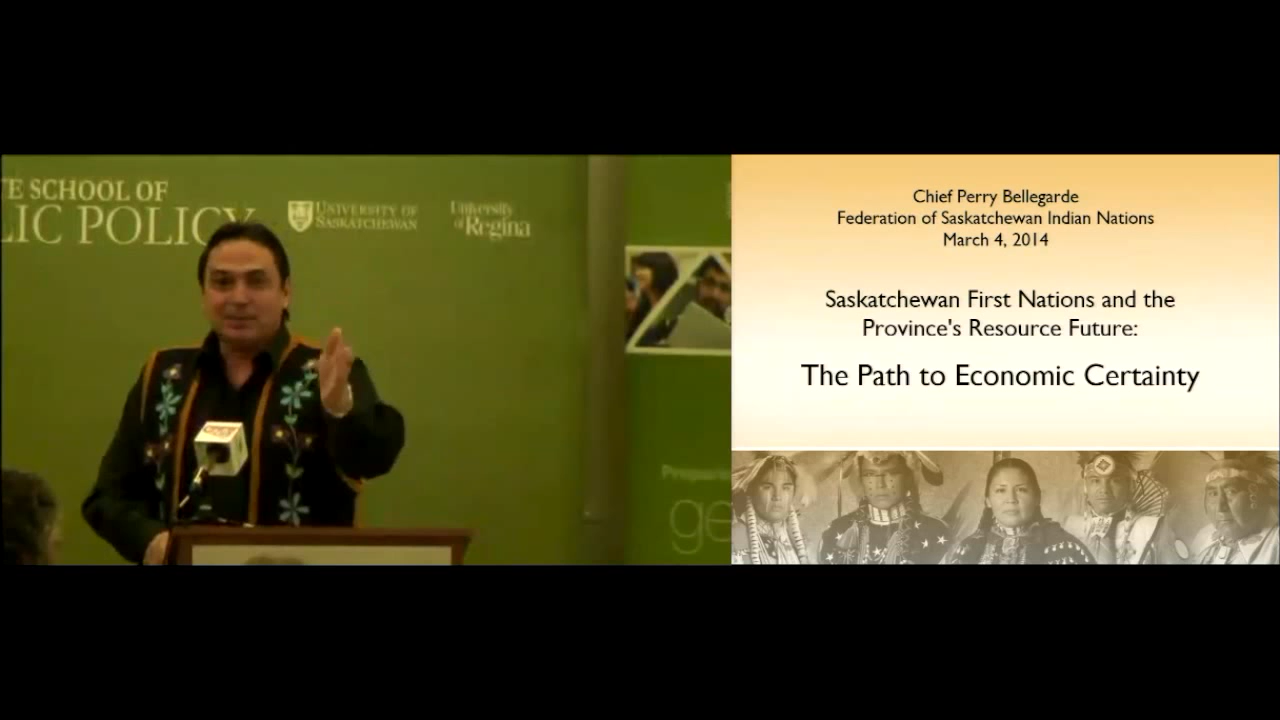 TE SCHOOL OF
LIC POLICY
UNIVERSITY OF
SASKATCHEWAN
University
of Regina
Chief Perry Bellegarde
Federation of Saskatchewan Indian Nations
March 4, 2014
Saskatchewan First Nations and the
Province's Resource Future:
The Path to Economic Certainty